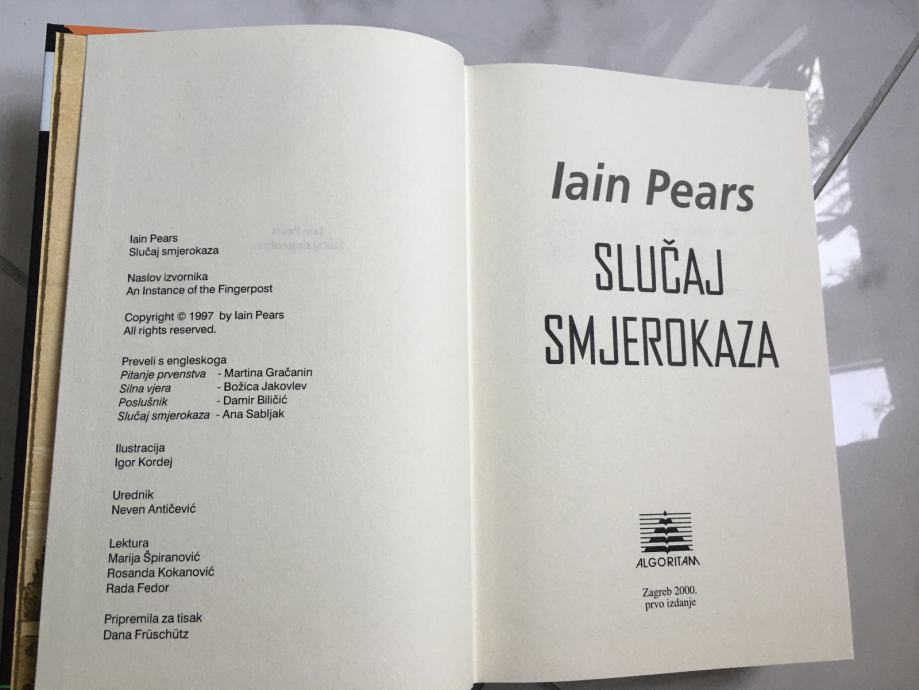 Iain Pears
Slučaj smjerokaza
Naslov izvornika
An Instance of the Fingerpost
Copyright © 1997 by Iain Pears
All rights reserved.
Preveli s engleskoga
Pitanje prvenstva - Martina Gračanin
Silna vjera - Božica Jakovlev
Poslušnik - Damir Biličić
Slučaj smjerokaza - Ana Sabljak
Ilustracija
Igor Kordej
Urednik
Neven Antičević
Lektura
Marija Špiranović
Rosanda Kokanović
Rada Fedor
Pripremila za tisak
Dana Früschütz
Iain Pears
SLUČAJ
SMJEROKAZA
ALGORITAM
Zagreb 2000.
prvo izdanje